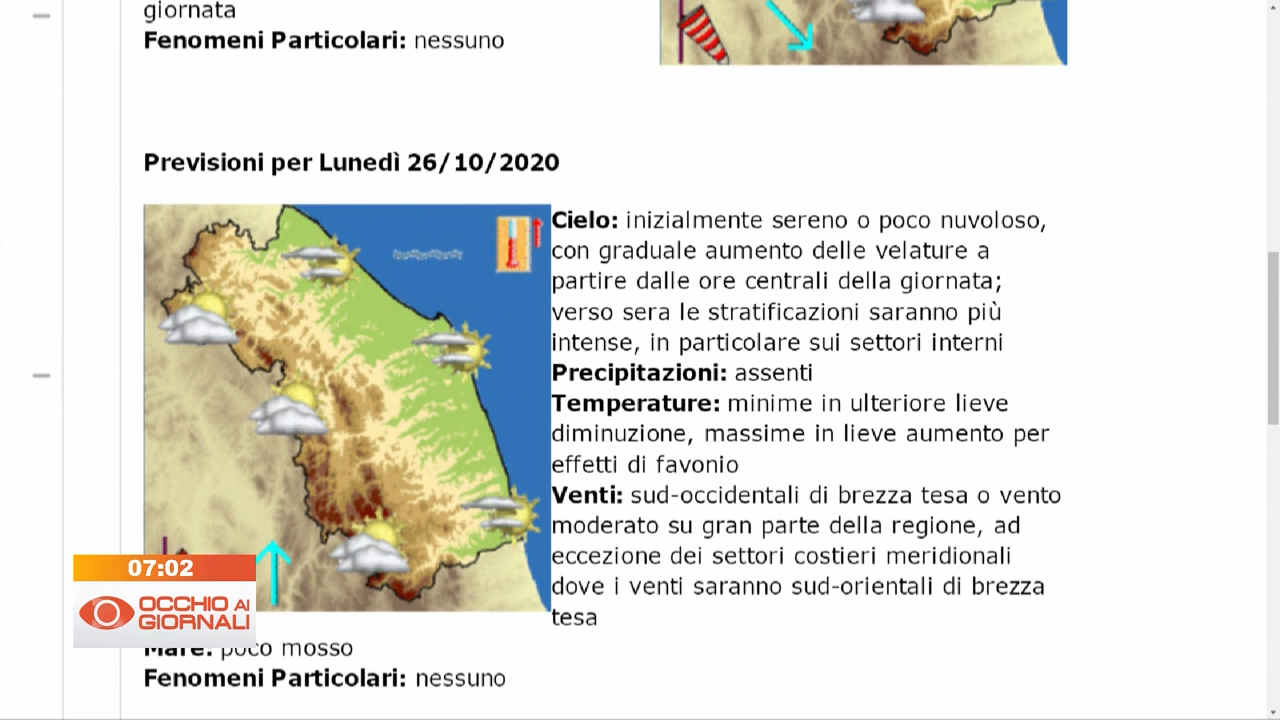 giornata
Fenomeni Particolari: nessuno
Previsioni per Lunedì 26/10/2020
Cielo: inizialmente sereno o poco nuvoloso,
con graduale aumento delle velature a
partire dalle ore centrali della giornata;
verso sera le stratificazioni saranno più
intense, in particolare sui settori interni
Precipitazioni: assenti
Temperature: minime in ulteriore lieve
diminuzione, massime in lieve aumento per
effetti di favonio
Venti: sud-occidentali di brezza tesa o vento
moderato su gran parte della regione, ad
eccezione dei settori costieri meridionali
dove i venti saranno sud-orientali di brezza
tesa
Mare: poco mosso
Fenomeni Particolari: nessuno
07:02
OCCHIO AI
GIORNALI